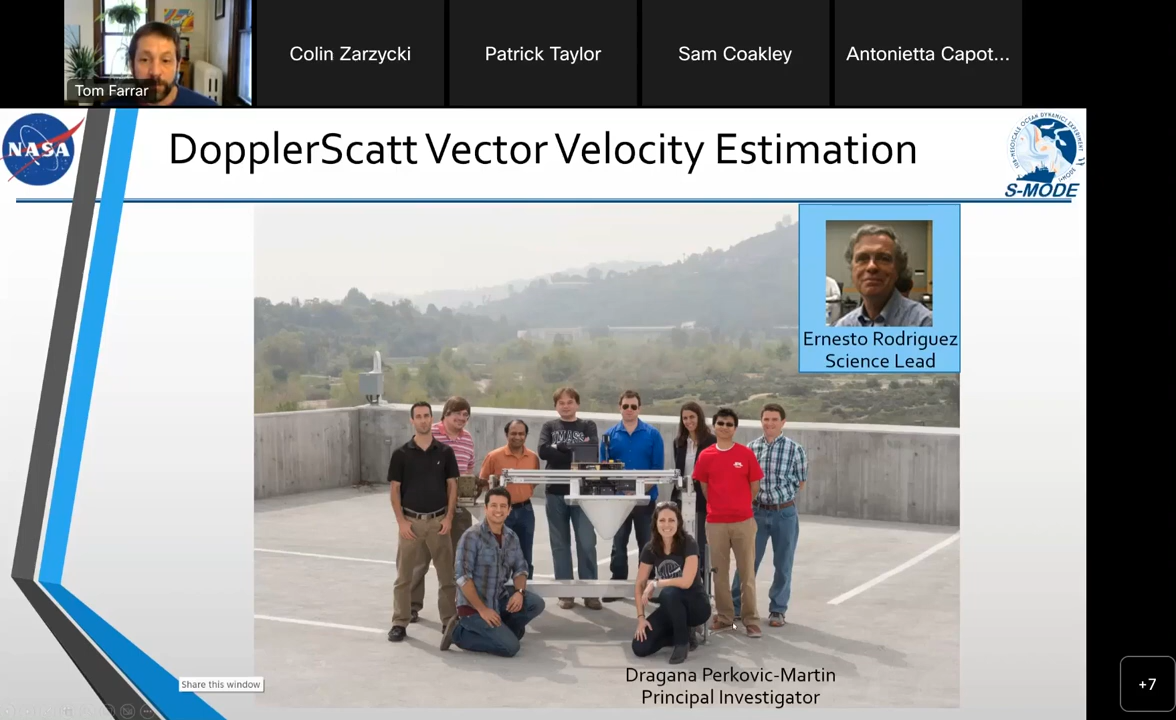 Tom Farrar
Colin Zarzycki
Patrick Taylor
Sam Coakley
Antonietta Capot...
NASA
DopplerScatt Vector Velocity Estimation
S-MODE
Ernesto Rodriguez
Science Lead
Dragana Perkovic-Martin
Principal Investigator
Share this window
+7